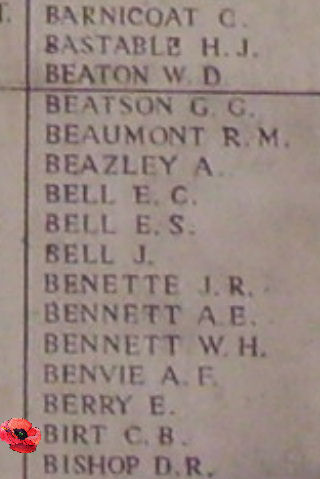 BARNICOAT C.
BASTABLE H.J.
BEATON W.D.
BEATSON G.G.
BEAUMONT R.M.
BEAZLEY A.
BELL E.C.
BELL E.S.
BELL J.
BENETTE J.R.
BENNETT A.E.
BENNETT W.H.
BENVIE A.F.
BERRY E.
BIRT C.B.
BISHOP D.R.